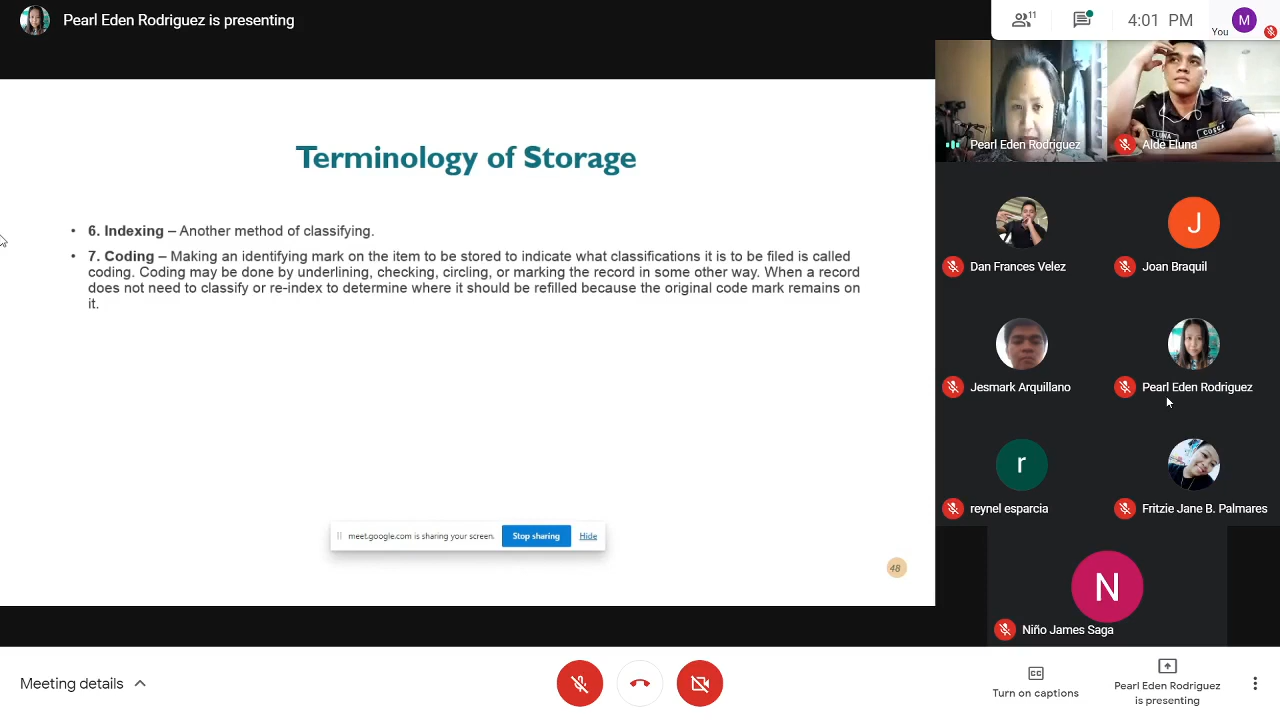 Pearl Eden Rodriguez is presenting
11
4:01 PM
You
M
Terminology of Storage
• 6. Indexing – Another method of classifying.
• 7. Coding – Making an identifying mark on the item to be stored to indicate what classifications it is to be filed is called
coding. Coding may be done by underlining, checking, circling, or marking the record in some other way. When a record
does not need to classify or re-index to determine where it should be refilled because the original code mark remains on
it.
meet.google.com is sharing your screen.
Stop sharing
Hide
48
ELUNA
COSCA
Pearl Eden Rodriguez
Alde Eluna
J
Dan Frances Velez
Joan Braquil
Jesmark Arquillano
Pearl Eden Rodriguez
r
reynel esparcia
Fritzie Jane B. Palmares
N
Niño James Saga
Meeting details
CC
Turn on captions
Pearl Eden Rodriguez
is presenting